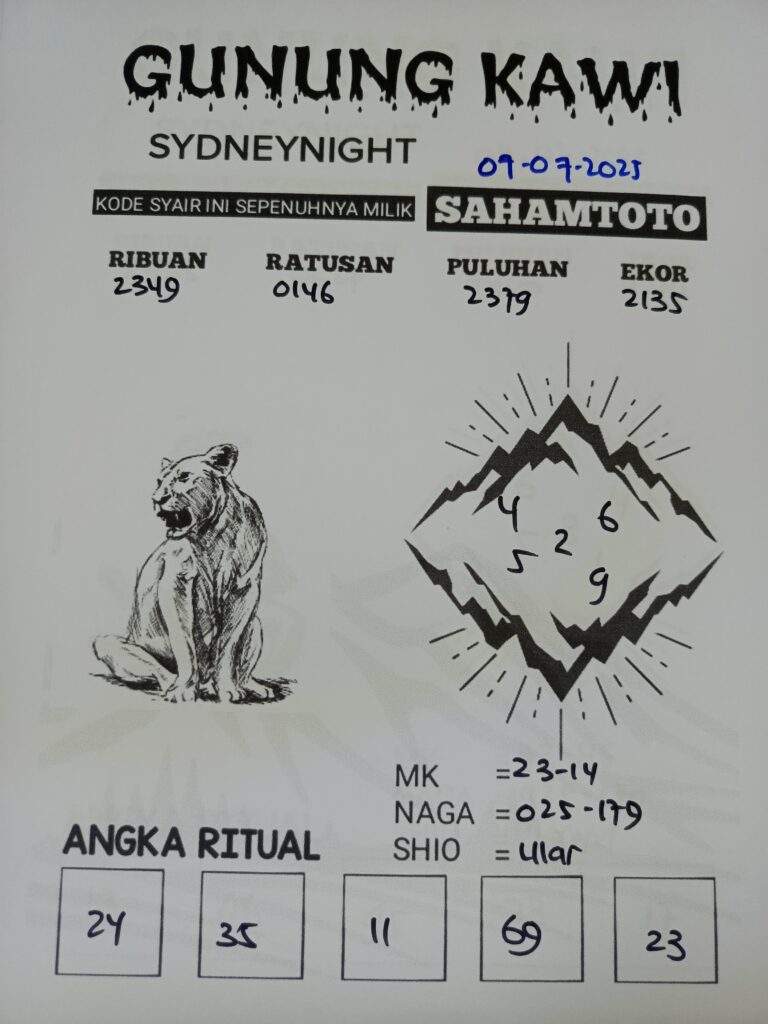 GUNUNG KAWI
SYDNEYNIGHT
09-07-2025
KODE SYAIR INI SEPENUHNYA MILIK SAHAMTOTO
RIBUAN RATUSAN PULUHAN EKOR
2349 0146 2379 2135
4 6
2
5
9
MK = 23-14
NAGA = 025-179
SHIO = Ular
ANGKA RITUAL
24 35 11 69 23